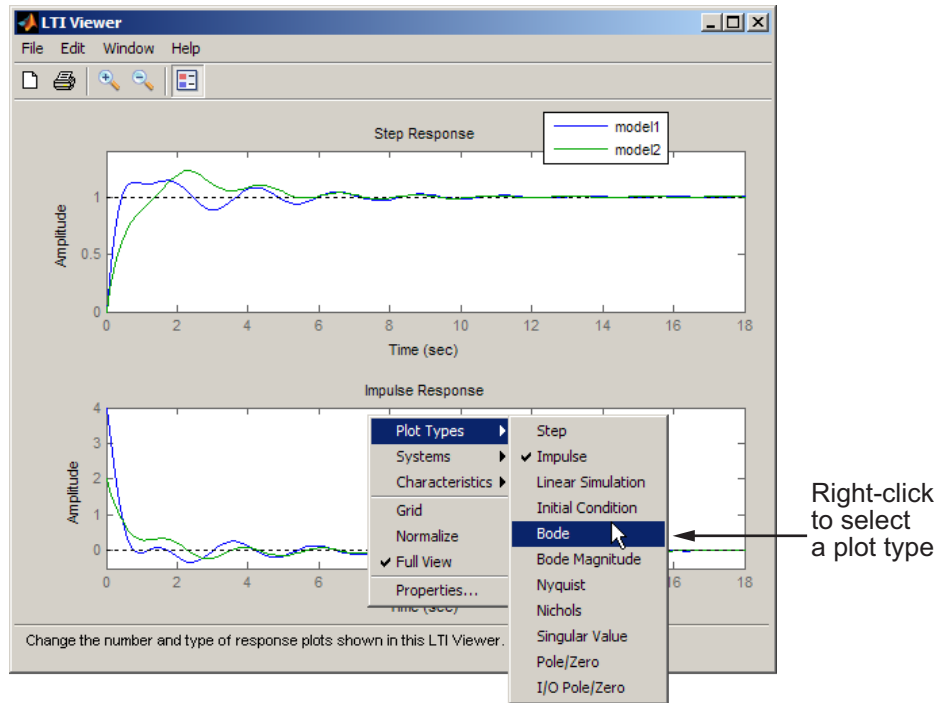 LTI Viewer
File Edit Window Help
Step Response
model1
model2
Amplitude
1
0.5
0
0 2 4 6 8 10 12 14 16 18
Time (sec)
Impulse Response
Amplitude
4
3
2
1
0
0 2 4 6 18
Time (sec)
Plot Types
Systems
Characteristics
Grid
Normalize
Full View
Properties...
Step
Impulse
Linear Simulation
Initial Condition
Bode
Bode Magnitude
Nyquist
Nichols
Singular Value
Pole/Zero
I/O Pole/Zero
Right-click
to select
a plot type
Change the number and type of response plots shown in this LTI Viewer.